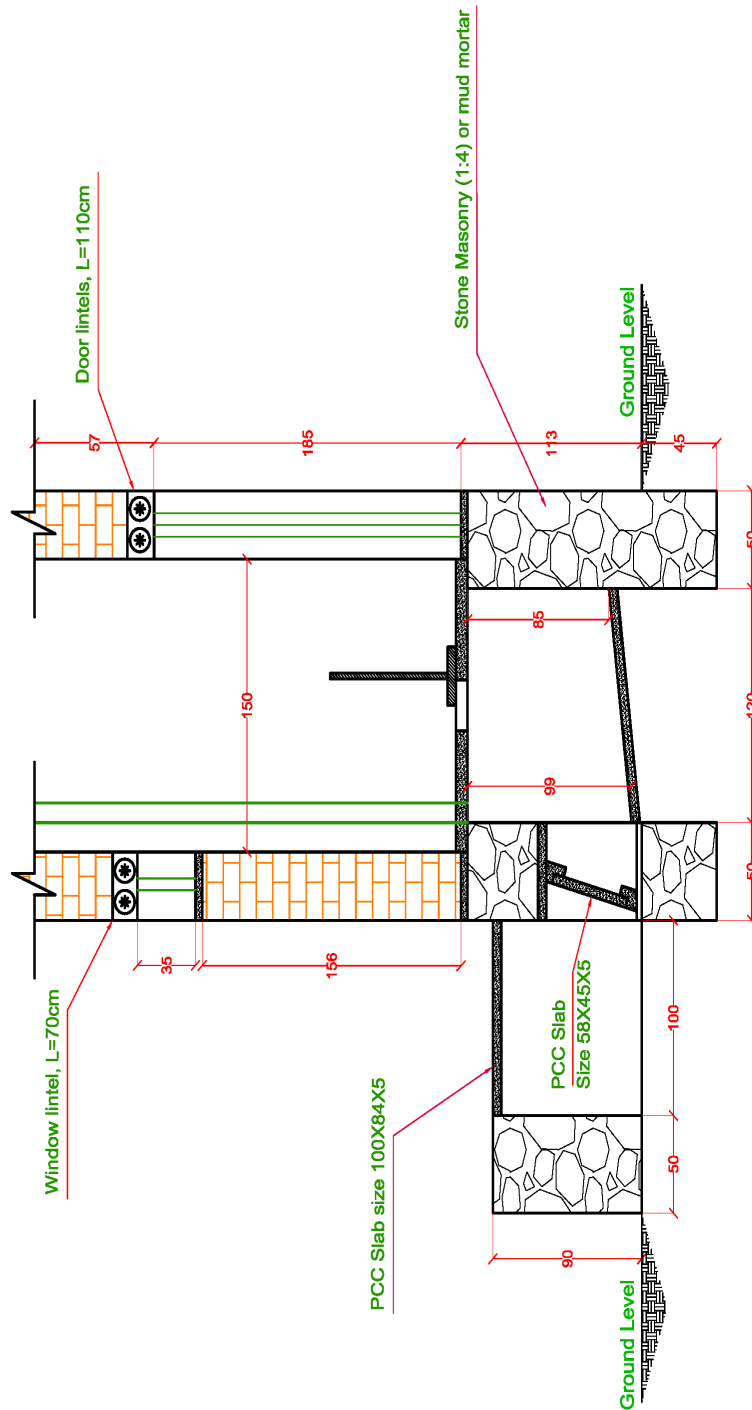 Window lintel, L=70cm
Door lintels, L=110cm
57
185
35
150
156
Stone Masonry (1:4) or mud mortar
PCC Slab size 100X84X5
113
85
99
90
PCC Slab
Size 58X45X5
Ground Level
Ground Level
45
50
100
50
120
50